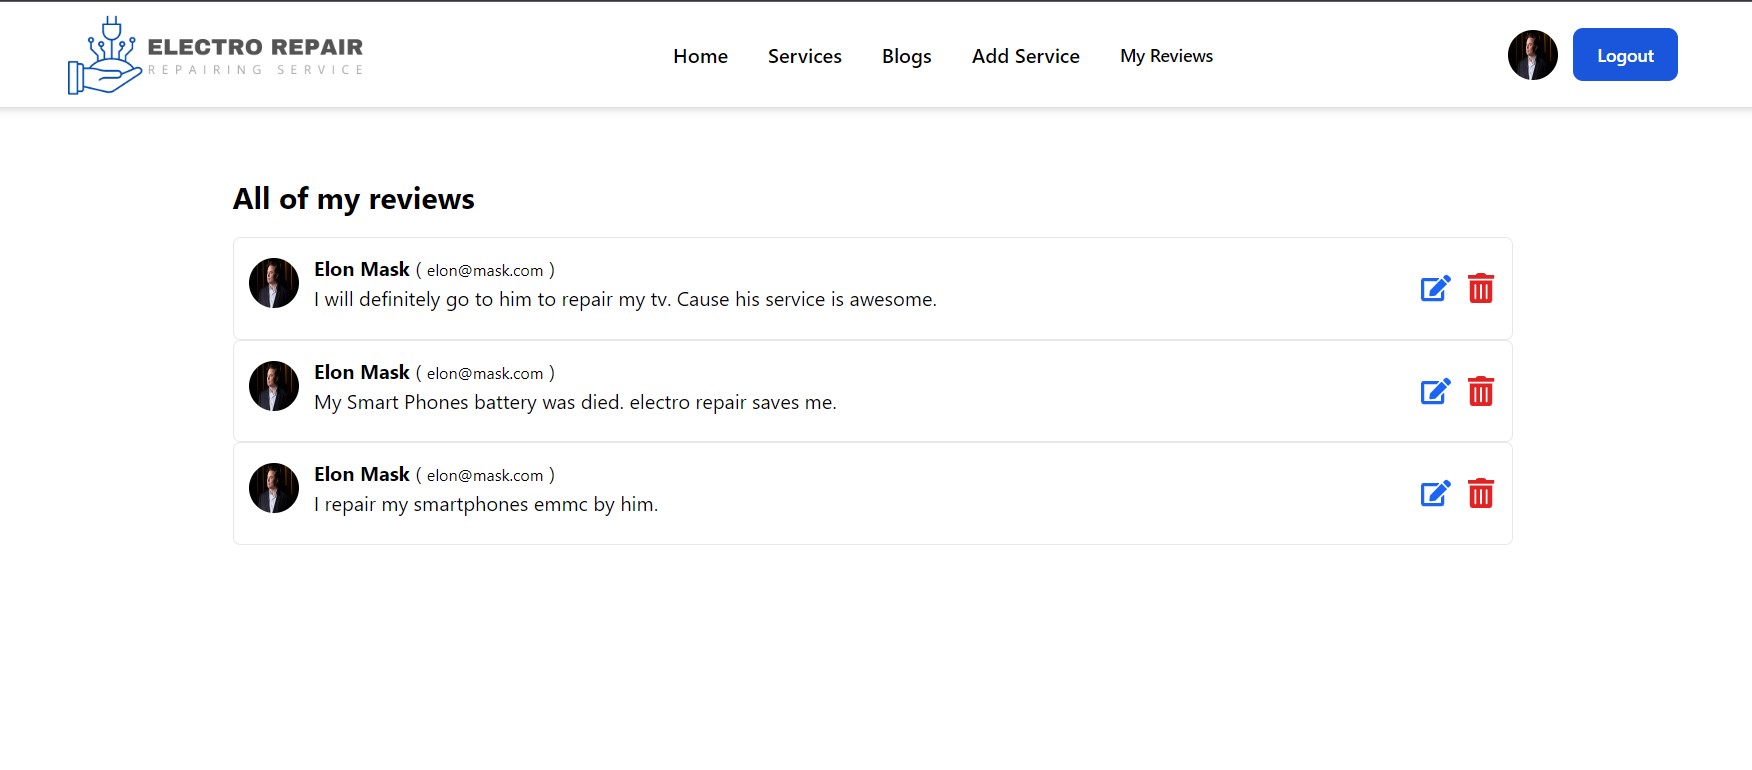 ELECTRO REPAIR
REPAIRING SERVICE
Home Services Blogs Add Service My Reviews Logout
All of my reviews
Elon Mask ( elon@mask.com )
I will definitely go to him to repair my tv. Cause his service is awesome.
Elon Mask ( elon@mask.com )
My Smart Phones battery was died. electro repair saves me.
Elon Mask ( elon@mask.com )
I repair my smartphones emmc by him.